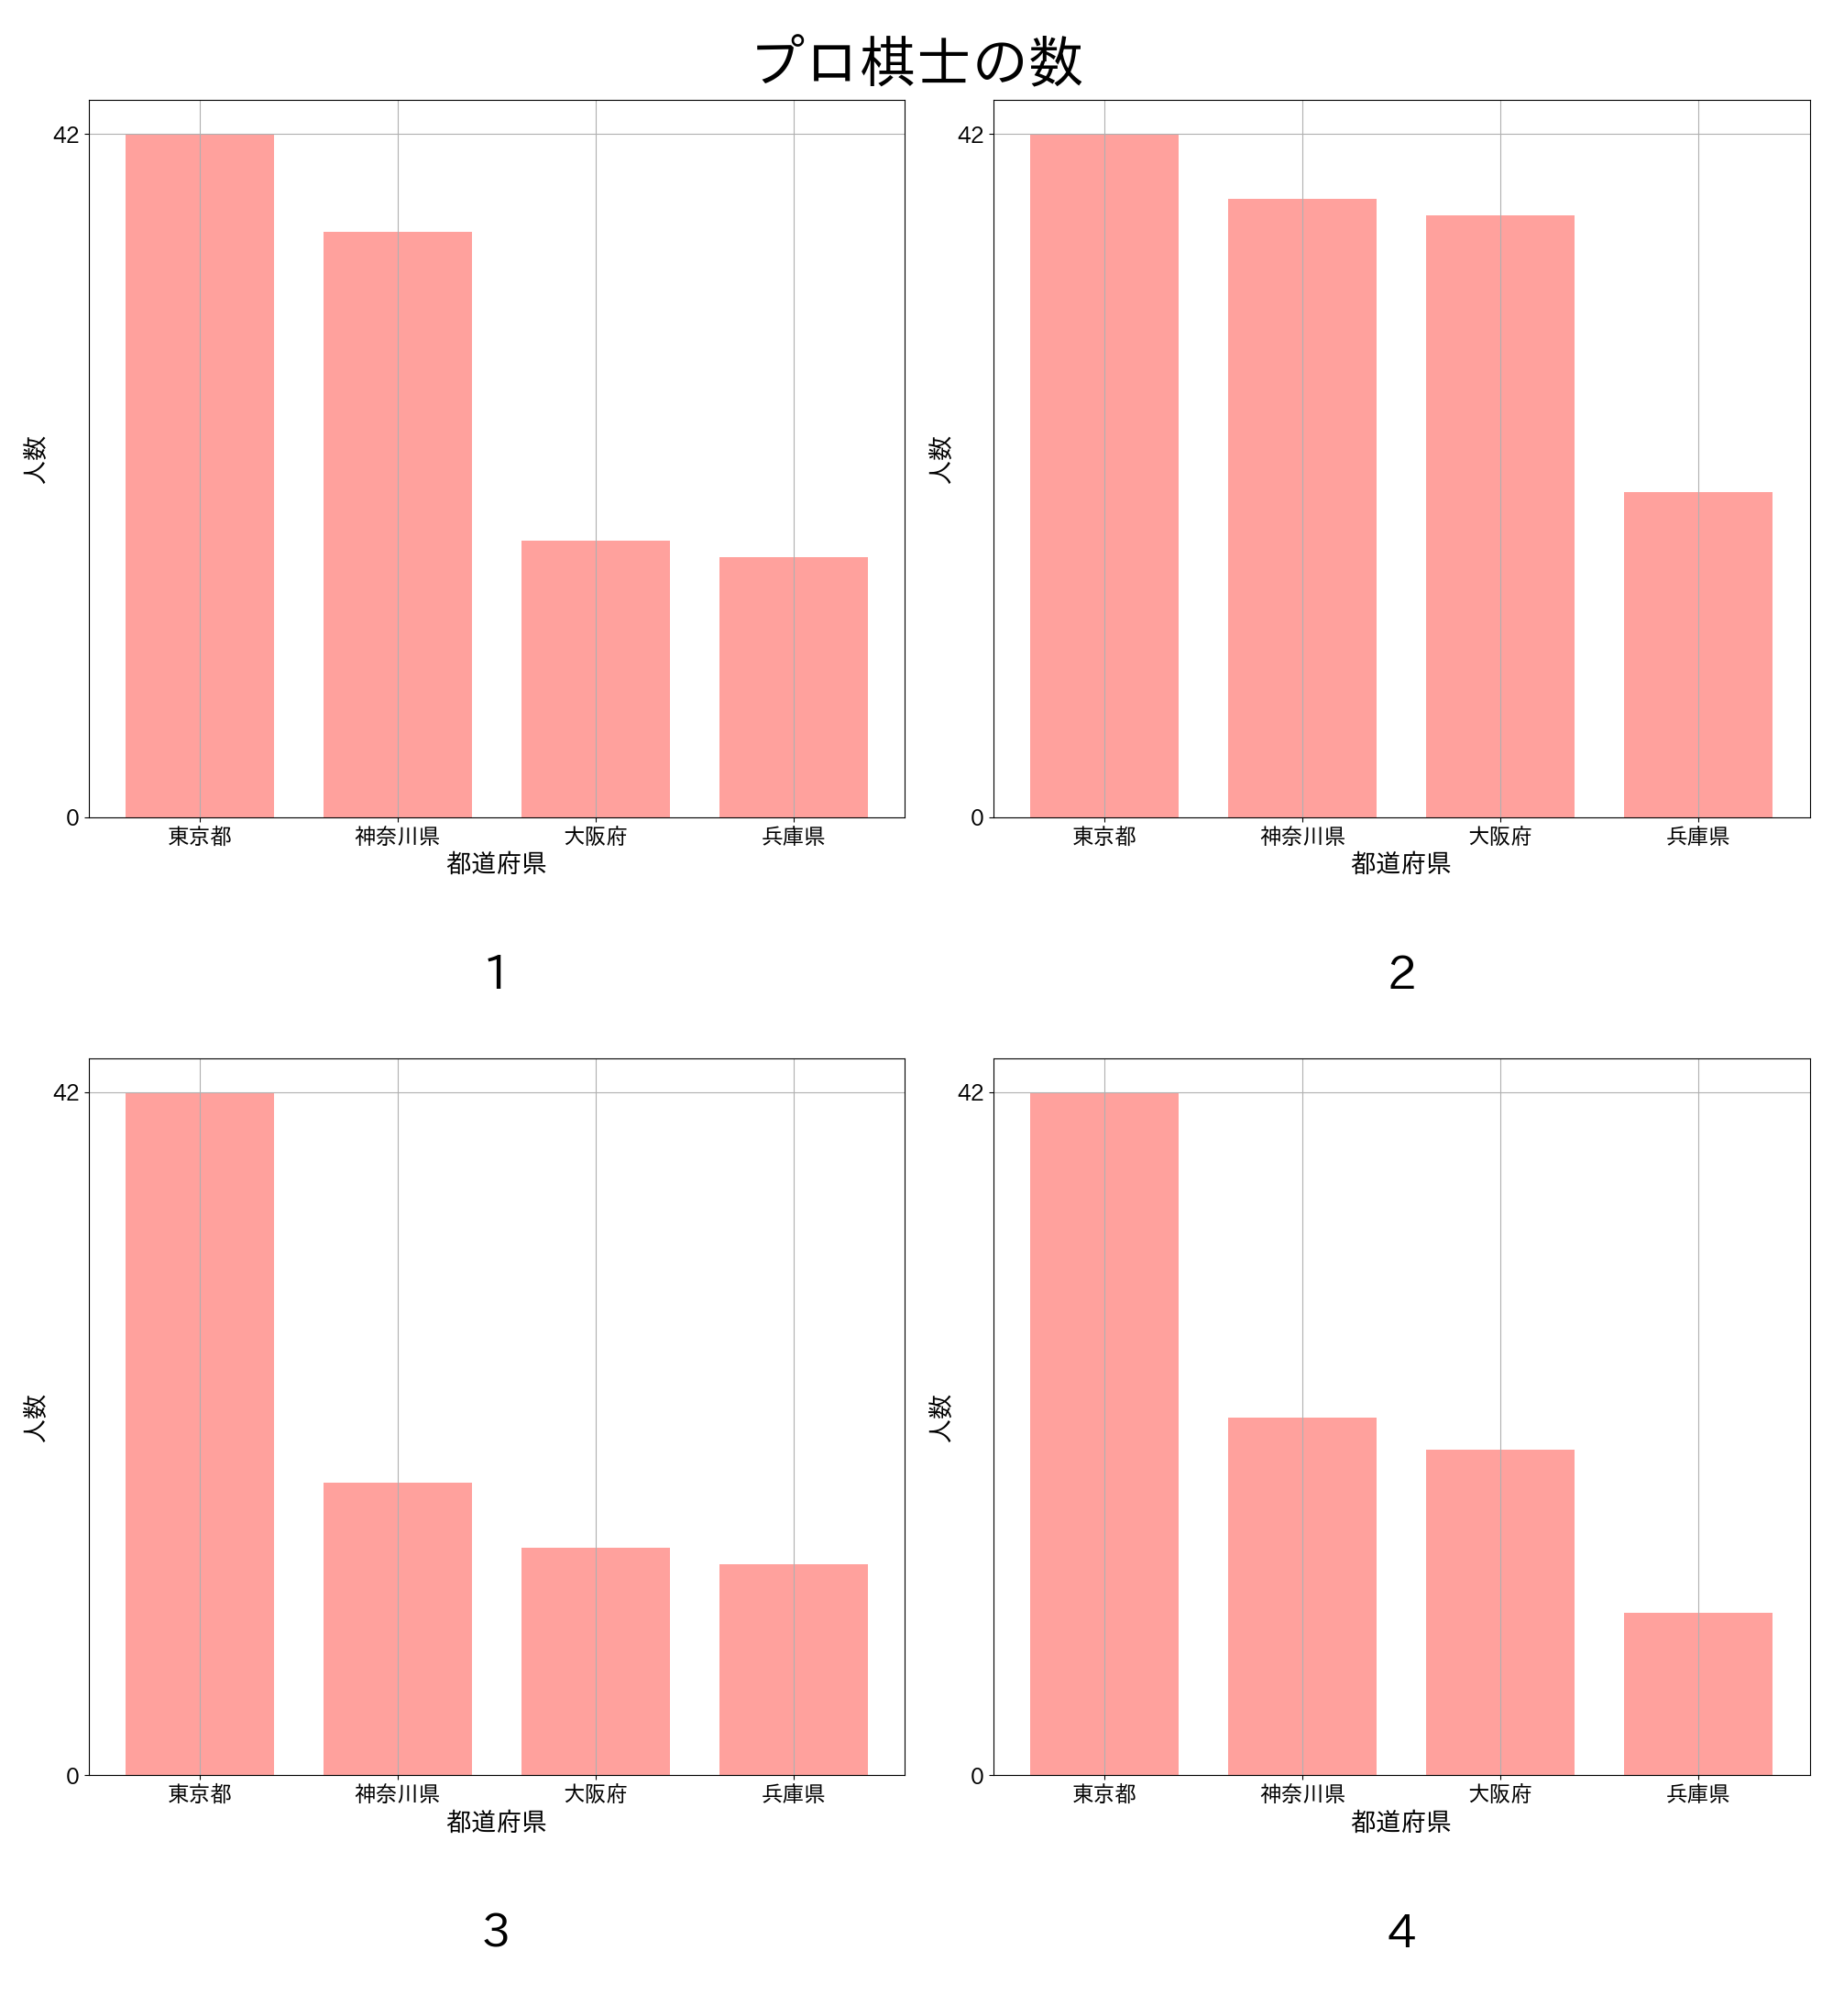 プロ棋士の数
42
人数
0
東京都 神奈川県 大阪府 兵庫県
都道府県
1
42
人数
0
東京都 神奈川県 大阪府 兵庫県
都道府県
2
42
人数
0
東京都 神奈川県 大阪府 兵庫県
都道府県
3
42
人数
0
東京都 神奈川県 大阪府 兵庫県
都道府県
4